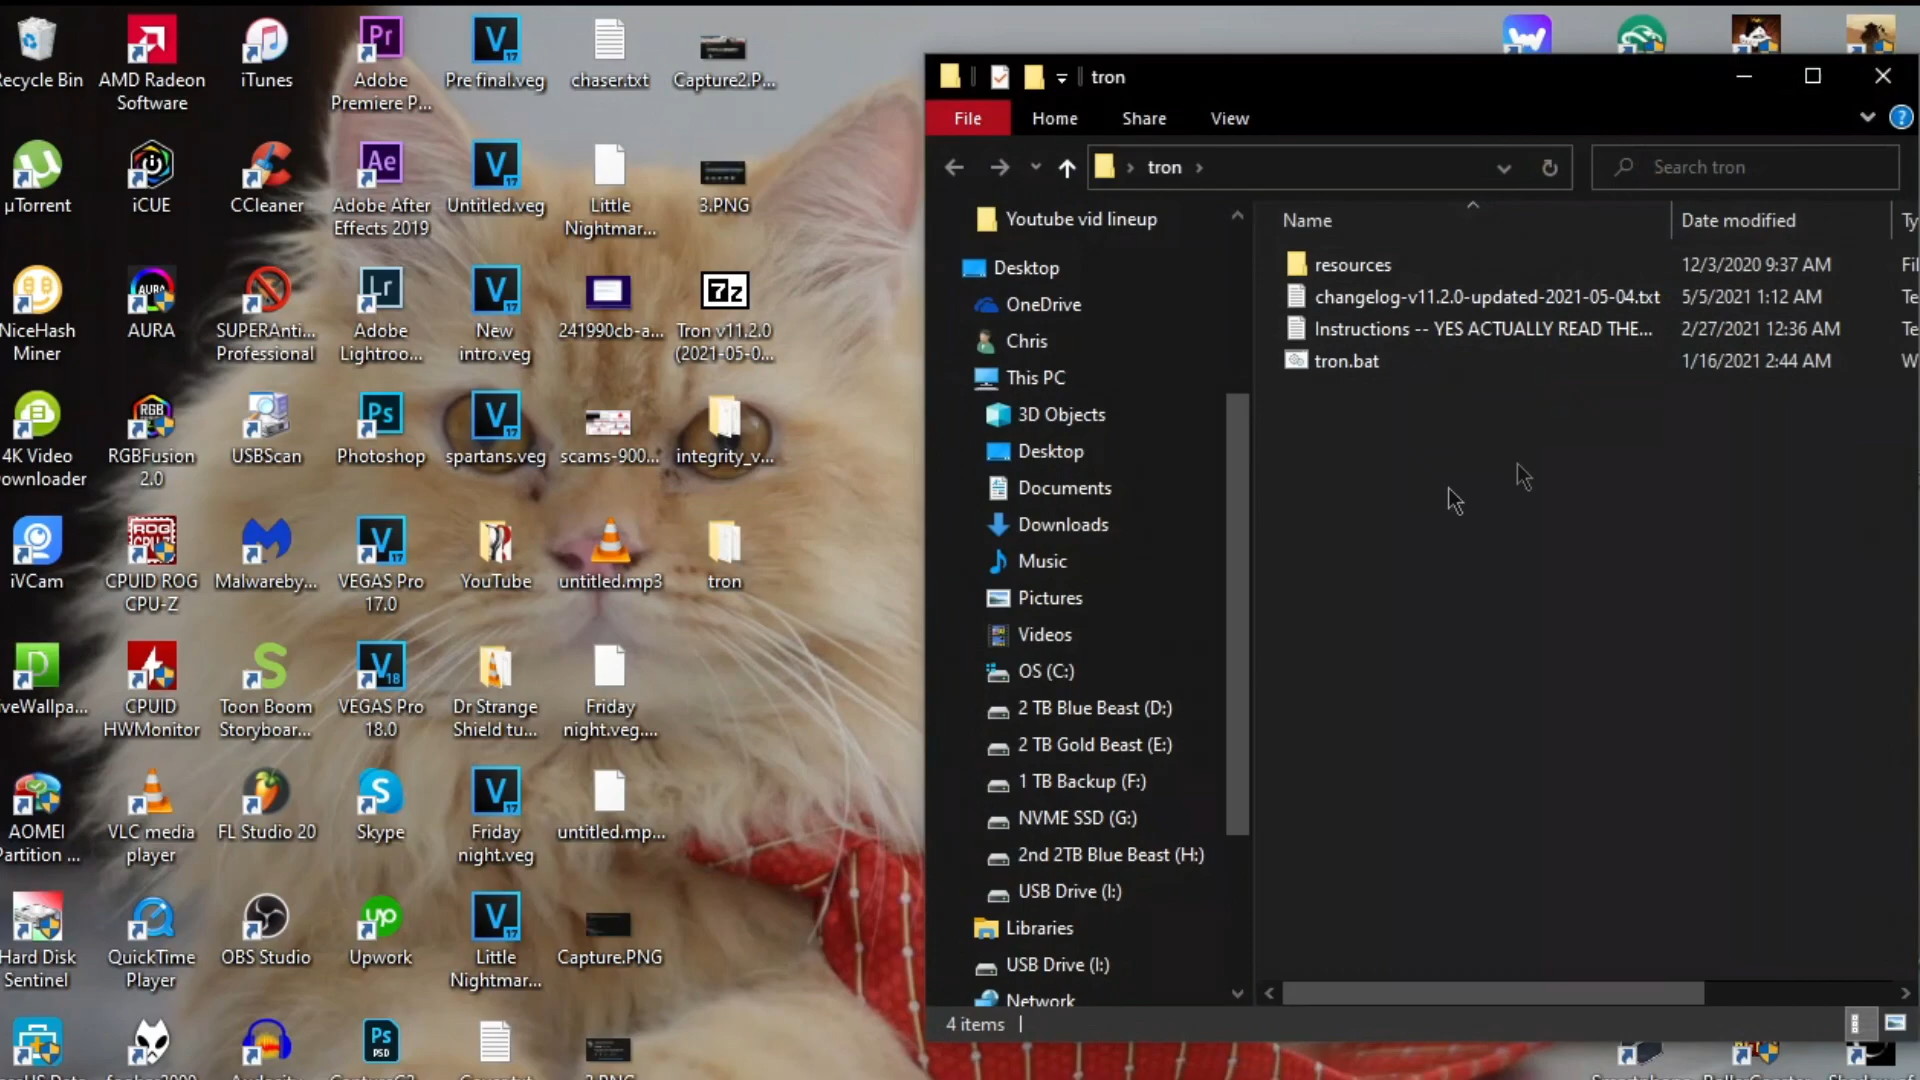 Recycle Bin
AMD Radeon
Software
iTunes
Adobe
Premiere P...
Pre final.veg
chaser.txt
Capture2.P...
µTorrent
iCUE
CCleaner
Adobe After
Effects 2019
Untitled.veg
Little
Nightmar...
3.PNG
NiceHash
Miner
AURA
SUPERAnti...
Professional
Adobe
Lightroo...
New
intro.veg
241990cb-a...
Tron v11.2.0
(2021-05-0...
4K Video
ownloader
RGBFusion
2.0
USBScan
Photoshop
spartans.veg
scams-900...
integrity_v...
iVCam
CPUID ROG
CPU-Z
Malwareby...
VEGAS Pro
17.0
YouTube
untitled.mp3
tron
iveWallpa...
CPUID
HWMonitor
Toon Boom
Storyboar...
VEGAS Pro
18.0
Dr Strange
Shield tu...
Friday
night.veg....
AOMEI
Partition ...
VLC media
player
FL Studio 20
Skype
Friday
night.veg
untitled.mp...
Hard Disk
Sentinel
QuickTime
Player
OBS Studio
Upwork
Little
Nightmar...
Capture.PNG
tron
File
Home
Share
View
tron
Search tron
Name
Date modified
Ty
Youtube vid lineup
Desktop
OneDrive
Chris
This PC
3D Objects
Desktop
Documents
Downloads
Music
Pictures
Videos
OS (C:)
2 TB Blue Beast (D:)
2 TB Gold Beast (E:)
1 TB Backup (F:)
NVME SSD (G:)
2nd 2TB Blue Beast (H:)
USB Drive (I:)
Libraries
USB Drive (I:)
Network
resources 12/3/2020 9:37 AM Fil
changelog-v11.2.0-updated-2021-05-04.txt 5/5/2021 1:12 AM Te
Instructions -- YES ACTUALLY READ THE... 2/27/2021 12:36 AM Te
tron.bat 1/16/2021 2:44 AM W
4 items